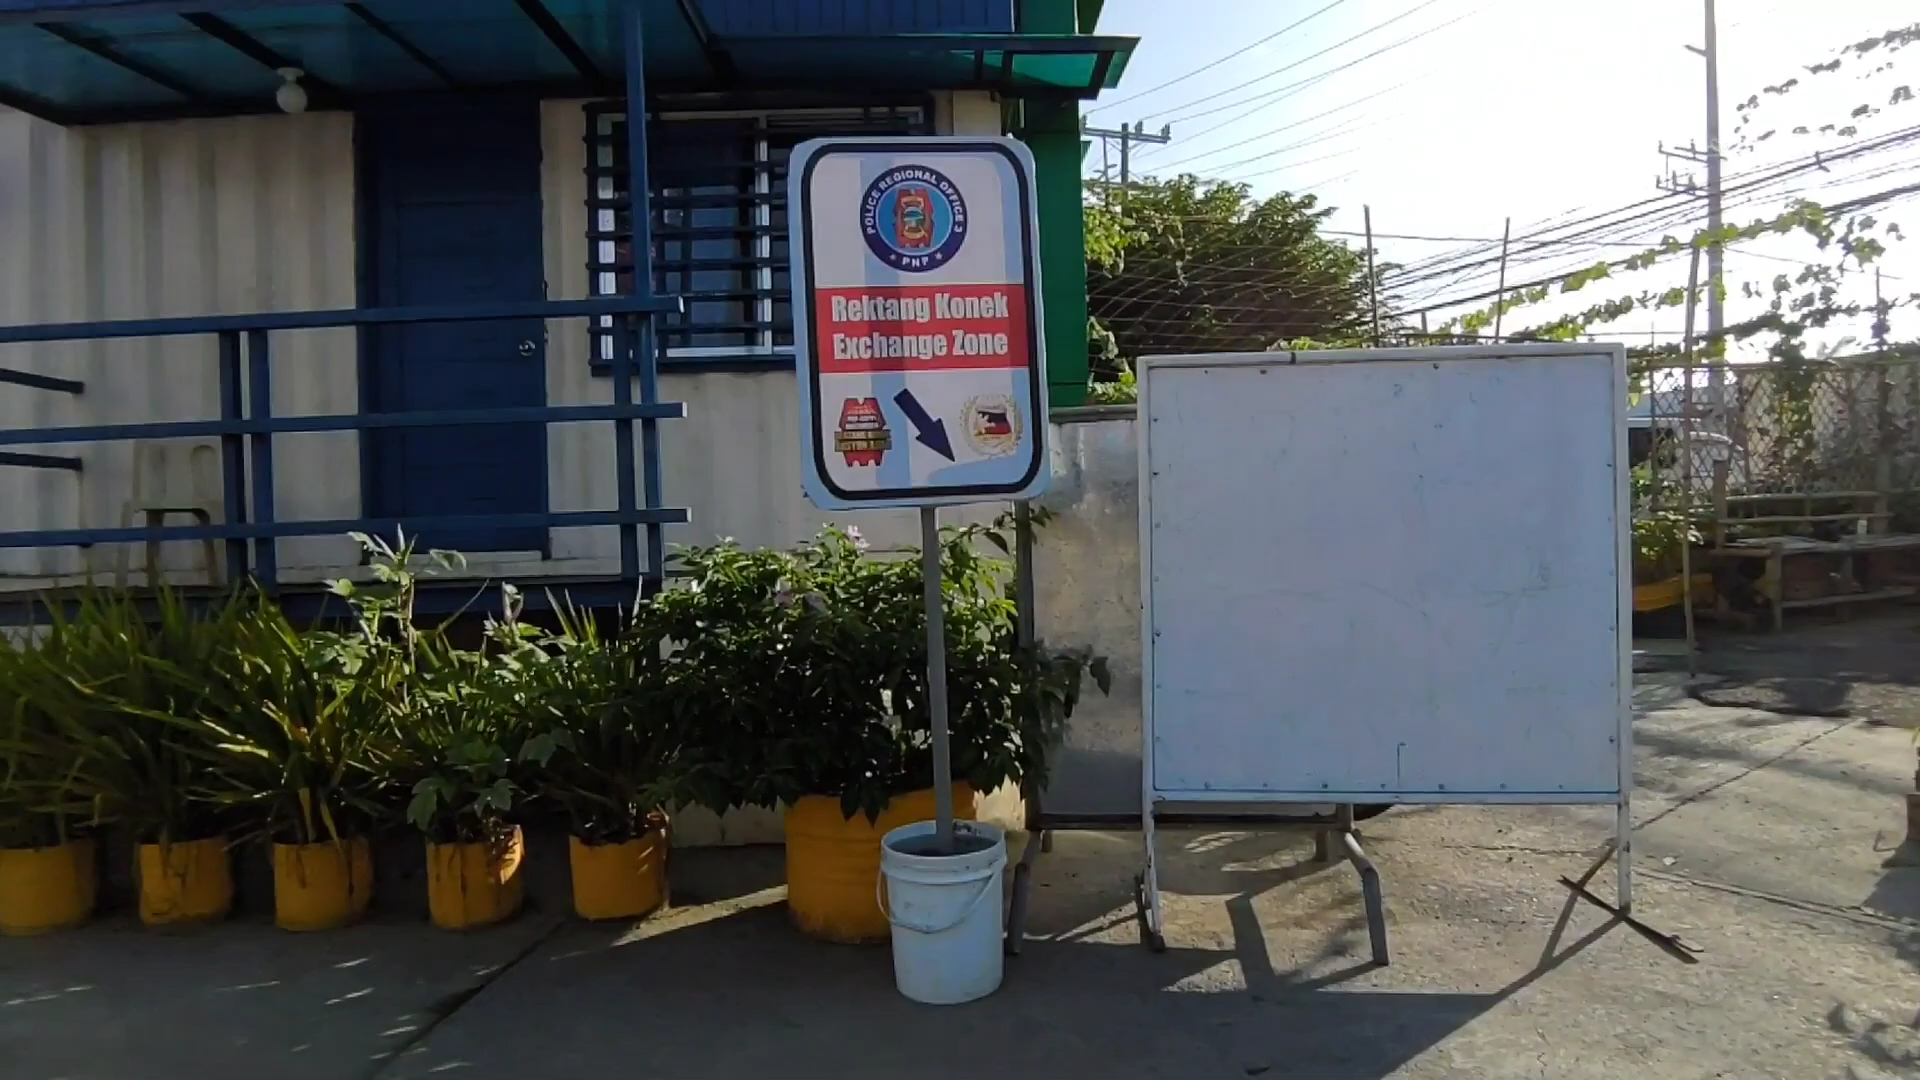 POLICE REGIONAL OFFICE 3
★ PNP ★
Rektang Konek
Exchange Zone